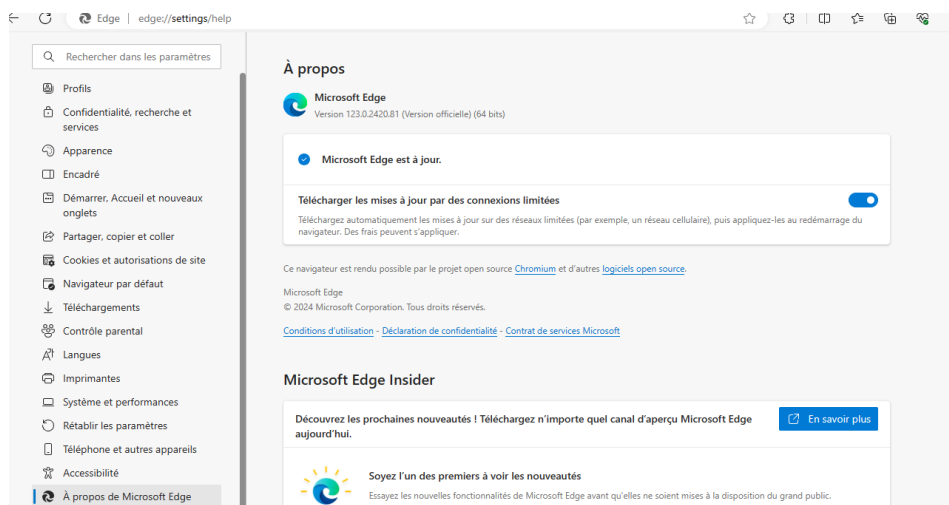 Edge | edge://settings/help
Rechercher dans les paramètres
Profils
Confidentialité, recherche et
services
Apparence
Encadré
Démarrer, Accueil et nouveaux
onglets
Partager, copier et coller
Cookies et autorisations de site
Navigateur par défaut
Téléchargements
Contrôle parental
Langues
Imprimantes
Système et performances
Rétablir les paramètres
Téléphone et autres appareils
Accessibilité
À propos de Microsoft Edge
À propos
Microsoft Edge
Version 123.0.2420.81 (Version officielle) (64 bits)
Microsoft Edge est à jour.
Télécharger les mises à jour par des connexions limitées
Téléchargez automatiquement les mises à jour sur des réseaux limitées (par exemple, un réseau cellulaire), puis appliquez-les au redémarrage du
navigateur. Des frais peuvent s'appliquer.
Ce navigateur est rendu possible par le projet open source Chromium et d'autres logiciels open source.
Microsoft Edge
© 2024 Microsoft Corporation. Tous droits réservés.
Conditions d'utilisation - Déclaration de confidentialité - Contrat de services Microsoft
Microsoft Edge Insider
Découvrez les prochaines nouveautés ! Téléchargez n'importe quel canal d'aperçu Microsoft Edge
aujourd'hui.
En savoir plus
Soyez l'un des premiers à voir les nouveautés
Essayez les nouvelles fonctionnalités de Microsoft Edge avant qu'elles ne soient mises à la disposition du grand public.